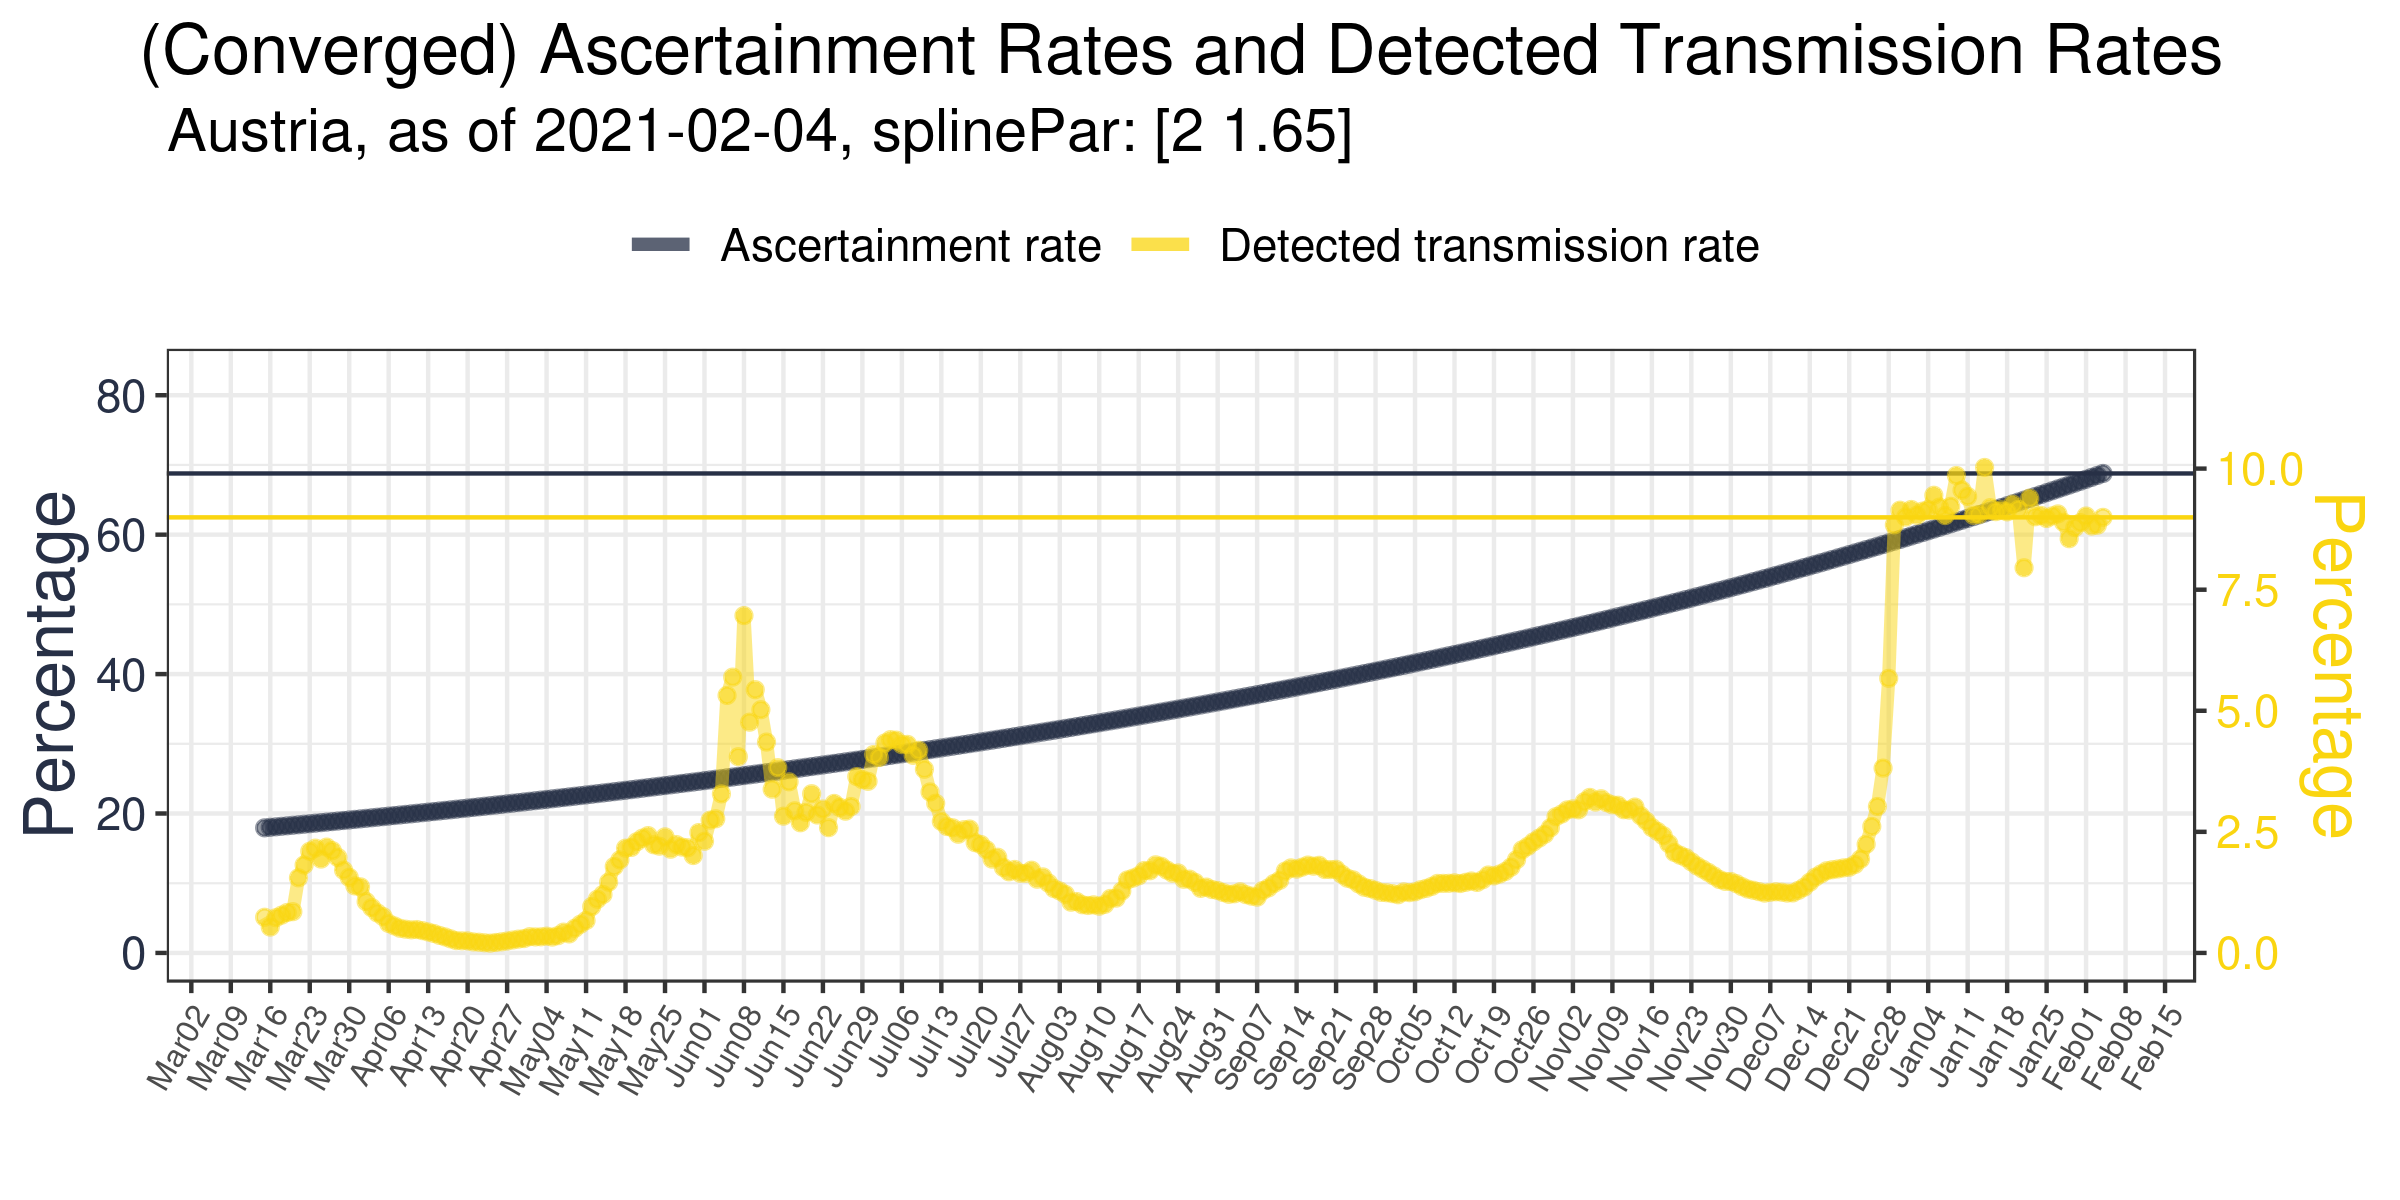 (Converged) Ascertainment Rates and Detected Transmission Rates
Austria, as of 2021-02-04, splinePar: [2 1.65]
Ascertainment rate Detected transmission rate
Percentage
80
60
40
20
0
10.0
7.5
5.0
2.5
0.0
Percentage
Mar02
Mar09
Mar16
Mar23
Mar30
Apr06
Apr13
Apr20
Apr27
May04
May11
May18
May25
Jun01
Jun08
Jun15
Jun22
Jun29
Jul06
Jul13
Jul20
Jul27
Aug03
Aug10
Aug17
Aug24
Aug31
Sep07
Sep14
Sep21
Sep28
Oct05
Oct12
Oct19
Oct26
Nov02
Nov09
Nov16
Nov23
Nov30
Dec07
Dec14
Dec21
Dec28
Jan04
Jan11
Jan18
Jan25
Feb01
Feb08
Feb15